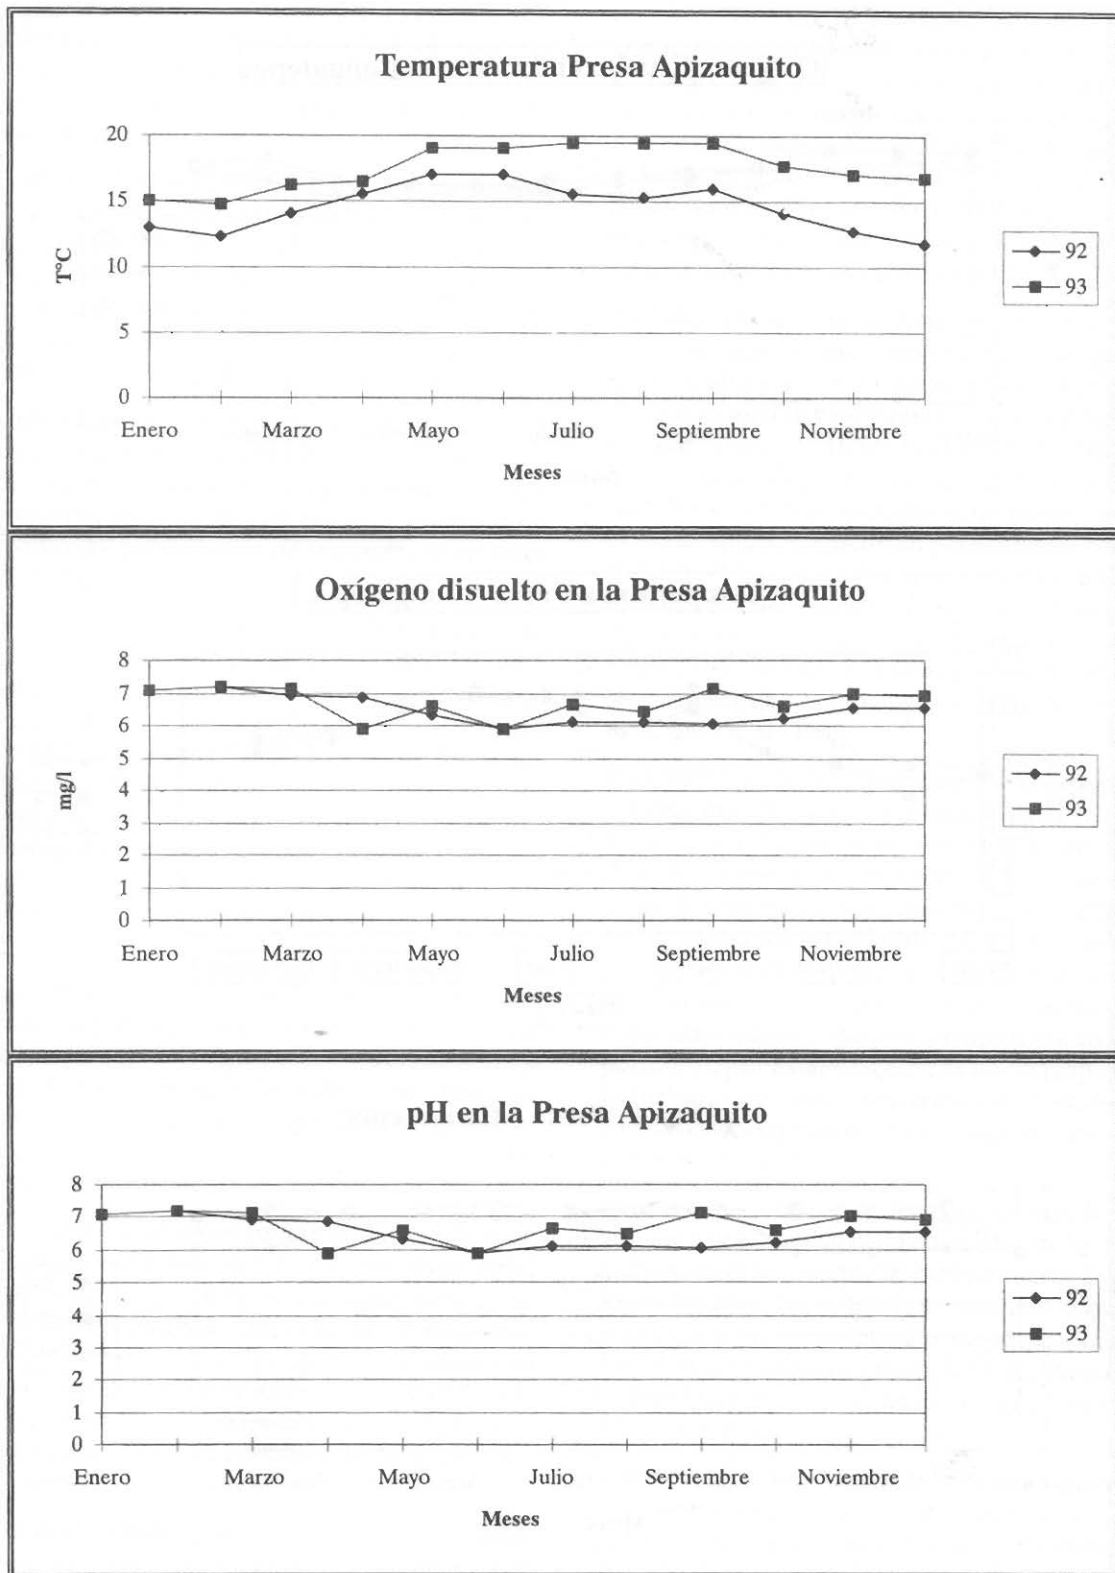 Temperatura Presa Apizaquito
20
15
10
5
0
T°C
Enero Marzo Mayo Julio Septiembre Noviembre
Meses
92
93
Oxígeno disuelto en la Presa Apizaquito
8
7
6
5
4
3
2
1
0
mg/l
Enero Marzo Mayo Julio Septiembre Noviembre
Meses
92
93
pH en la Presa Apizaquito
8
7
6
5
4
3
2
1
0
Enero Marzo Mayo Julio Septiembre Noviembre
Meses
92
93